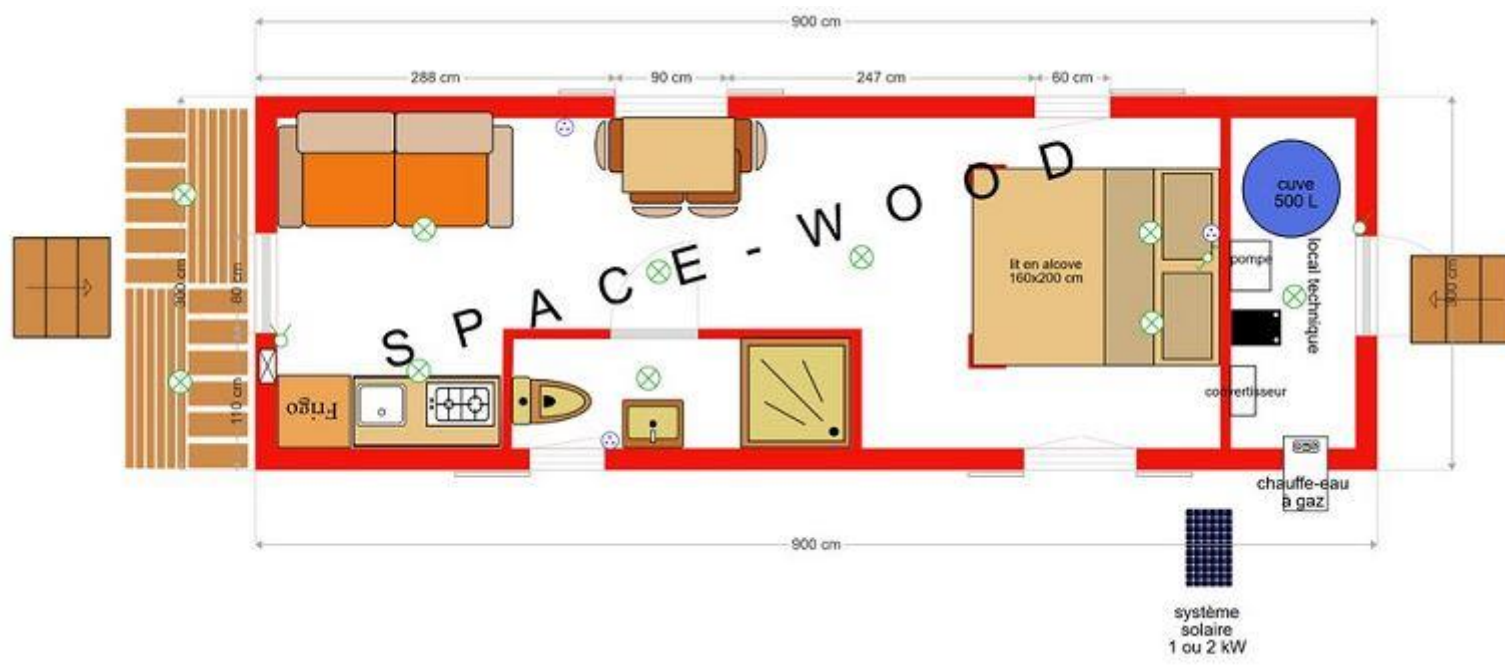 900 cm
288 cm
90 cm
247 cm
60 cm
SPACE-WOOD
300 cm
80 cm
110 cm
Frigo
lit en alcove
160x200 cm
cuve
500 L
pompe
local technique
convertisseur
300 cm
chauffe-eau
à gaz
900 cm
système
solaire
1 ou 2 kW